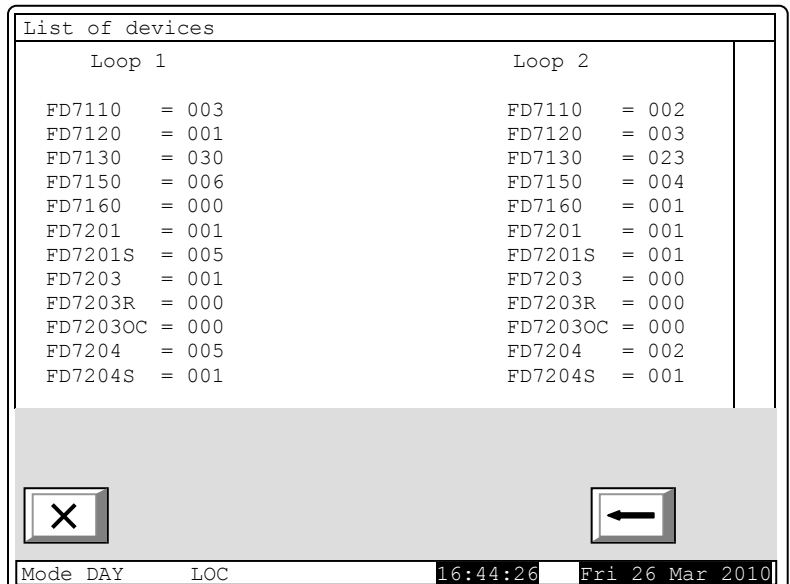 List of devices
Loop 1 Loop 2
FD7110 = 003 FD7110 = 002
FD7120 = 001 FD7120 = 003
FD7130 = 030 FD7130 = 023
FD7150 = 006 FD7150 = 004
FD7160 = 000 FD7160 = 001
FD7201 = 001 FD7201 = 001
FD7201S = 005 FD7201S = 001
FD7203 = 001 FD7203 = 000
FD7203R = 000 FD7203R = 000
FD7203OC = 000 FD7203OC = 000
FD7204 = 005 FD7204 = 002
FD7204S = 001 FD7204S = 001
Mode DAY LOC 16:44:26 Fri 26 Mar 2010